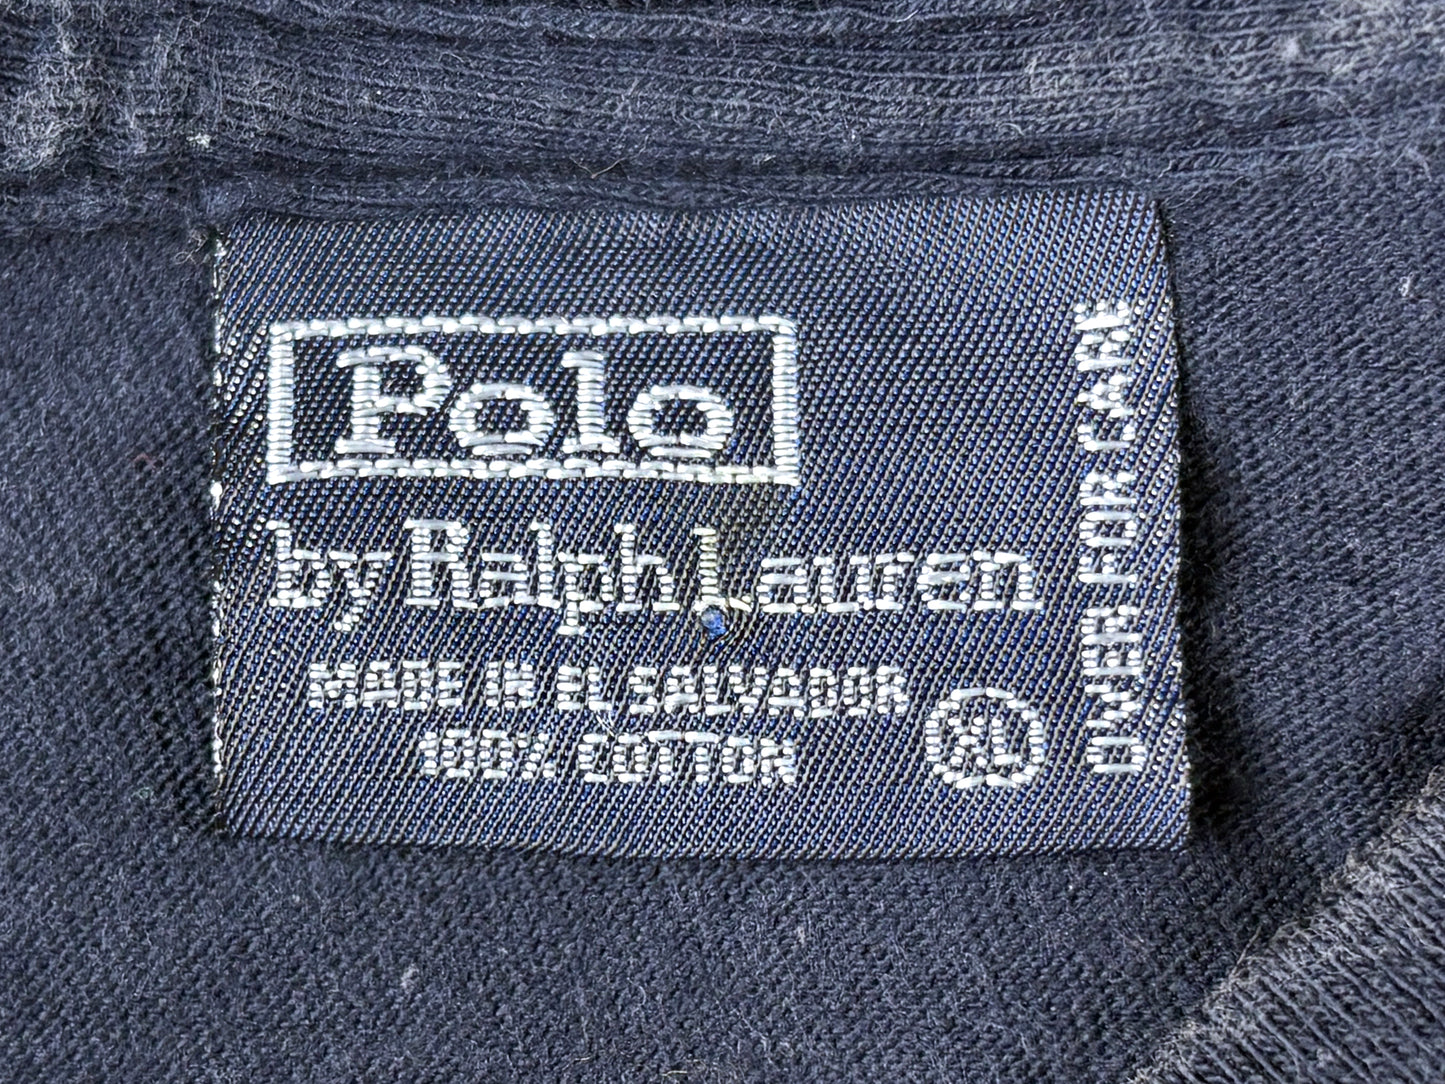 Polo
by Ralph Lauren
MADE IN EL SALVADOR
100% COTTON
XL
OVER FOR CARE